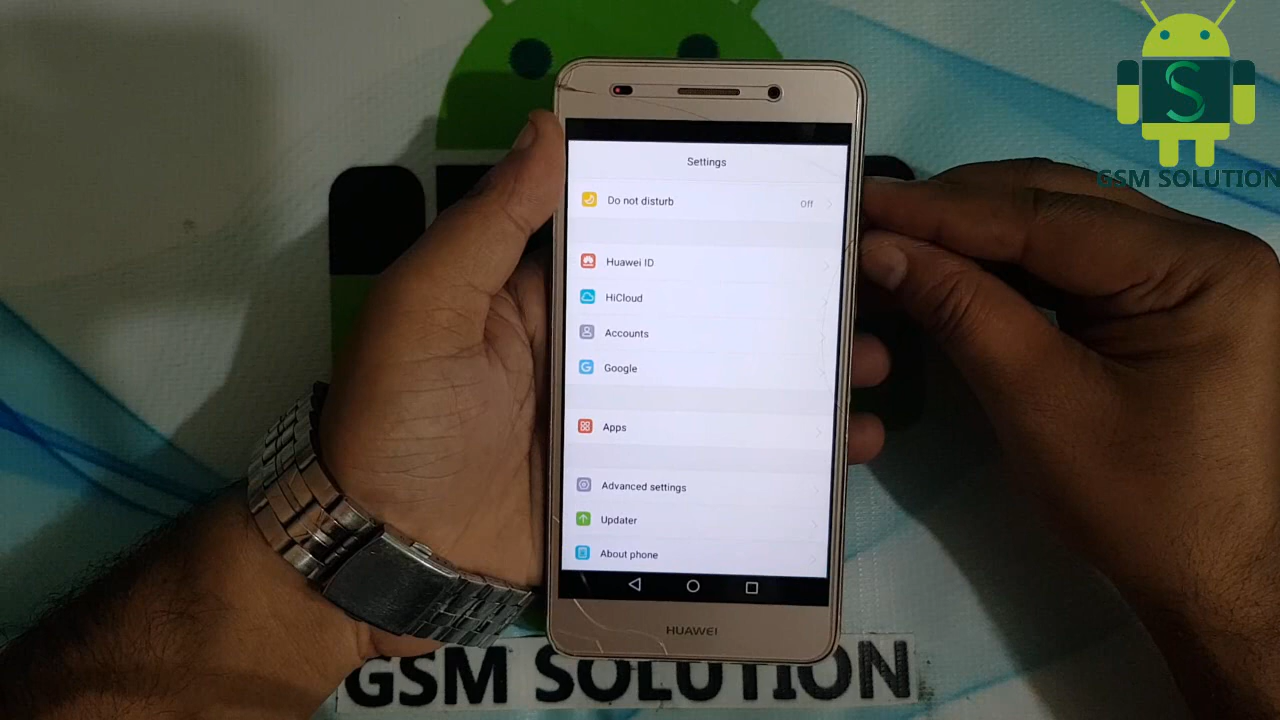 Settings
Do not disturb Off
Huawei ID
HiCloud
Accounts
Google
Apps
Advanced settings
Updater
About phone
HUAWEI
GSM SOLUTION
S
GSM SOLUTION